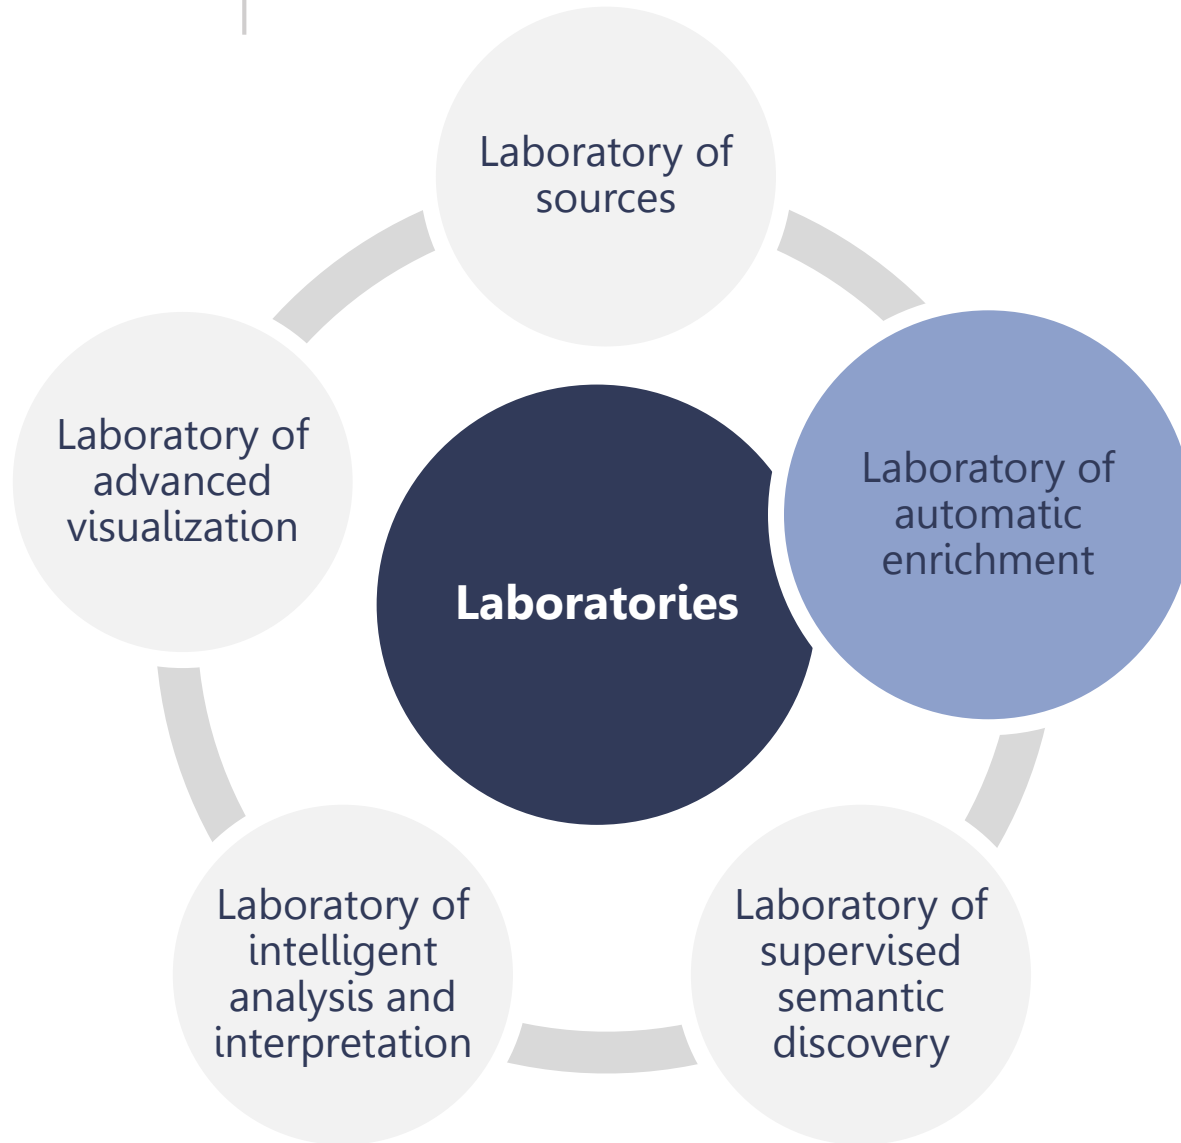 Laboratory of
sources
Laboratory of
automatic
enrichment
Laboratory of
supervised
semantic
discovery
Laboratory of
intelligent
analysis and
interpretation
Laboratory of
advanced
visualization
Laboratories